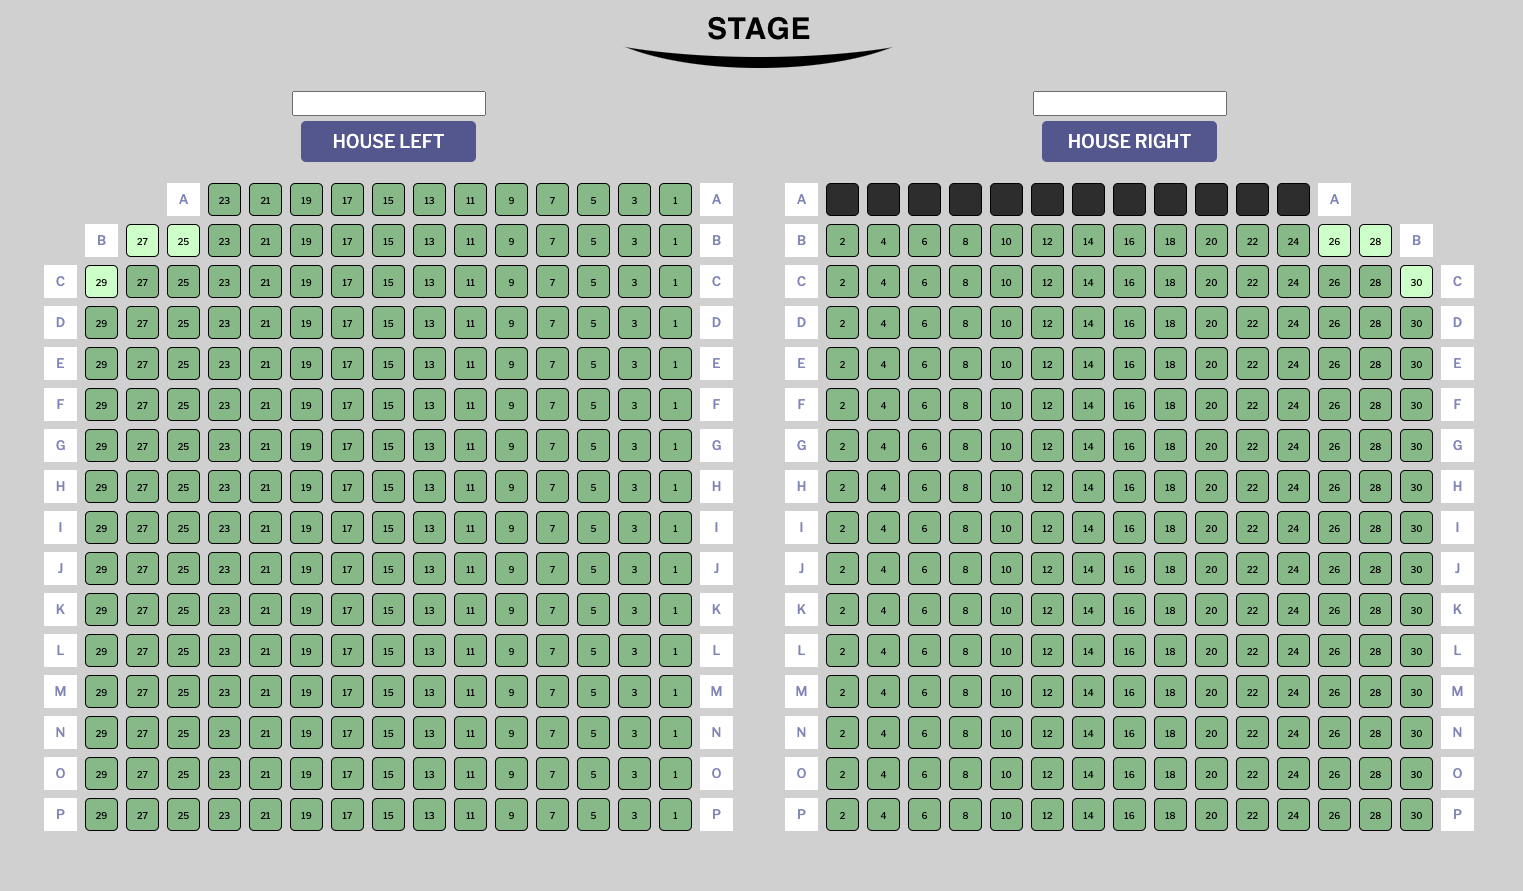 STAGE
HOUSE LEFT HOUSE RIGHT
A 23 21 19 17 15 13 11 9 7 5 3 1 A A A
B 27 25 23 21 19 17 15 13 11 9 7 5 3 1 B B 2 4 6 8 10 12 14 16 18 20 22 24 26 28 B
C 29 27 25 23 21 19 17 15 13 11 9 7 5 3 1 C C 2 4 6 8 10 12 14 16 18 20 22 24 26 28 30 C
D 29 27 25 23 21 19 17 15 13 11 9 7 5 3 1 D D 2 4 6 8 10 12 14 16 18 20 22 24 26 28 30 D
E 29 27 25 23 21 19 17 15 13 11 9 7 5 3 1 E E 2 4 6 8 10 12 14 16 18 20 22 24 26 28 30 E
F 29 27 25 23 21 19 17 15 13 11 9 7 5 3 1 F F 2 4 6 8 10 12 14 16 18 20 22 24 26 28 30 F
G 29 27 25 23 21 19 17 15 13 11 9 7 5 3 1 G G 2 4 6 8 10 12 14 16 18 20 22 24 26 28 30 G
H 29 27 25 23 21 19 17 15 13 11 9 7 5 3 1 H H 2 4 6 8 10 12 14 16 18 20 22 24 26 28 30 H
I 29 27 25 23 21 19 17 15 13 11 9 7 5 3 1 I I 2 4 6 8 10 12 14 16 18 20 22 24 26 28 30 I
J 29 27 25 23 21 19 17 15 13 11 9 7 5 3 1 J J 2 4 6 8 10 12 14 16 18 20 22 24 26 28 30 J
K 29 27 25 23 21 19 17 15 13 11 9 7 5 3 1 K K 2 4 6 8 10 12 14 16 18 20 22 24 26 28 30 K
L 29 27 25 23 21 19 17 15 13 11 9 7 5 3 1 L L 2 4 6 8 10 12 14 16 18 20 22 24 26 28 30 L
M 29 27 25 23 21 19 17 15 13 11 9 7 5 3 1 M M 2 4 6 8 10 12 14 16 18 20 22 24 26 28 30 M
N 29 27 25 23 21 19 17 15 13 11 9 7 5 3 1 N N 2 4 6 8 10 12 14 16 18 20 22 24 26 28 30 N
O 29 27 25 23 21 19 17 15 13 11 9 7 5 3 1 O O 2 4 6 8 10 12 14 16 18 20 22 24 26 28 30 O
P 29 27 25 23 21 19 17 15 13 11 9 7 5 3 1 P P 2 4 6 8 10 12 14 16 18 20 22 24 26 28 30 P